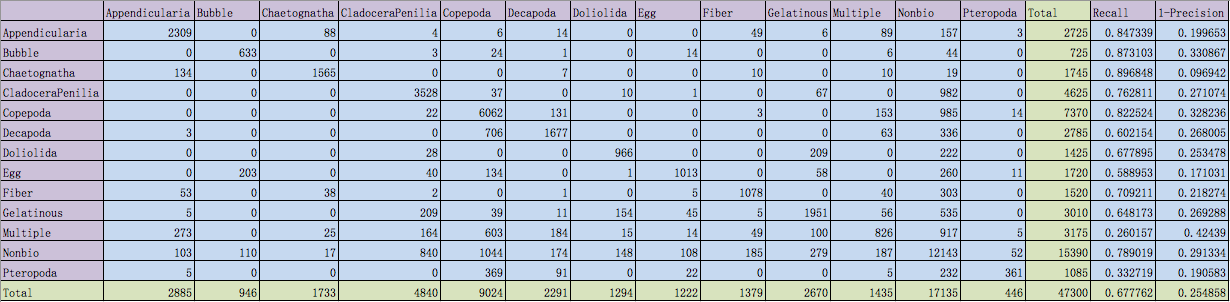 Appendicularia Bubble Chaetognatha CladoceraPenilia Copepoda Decapoda Doliolida Egg Fiber Gelatinous Multiple Nonbio Pteropoda Total Recall 1-Precision
Appendicularia 2309 0 88 4 6 14 0 0 49 6 89 157 3 2725 0.847339 0.199653
Bubble 0 633 0 3 24 1 0 14 0 0 6 44 0 725 0.873103 0.330867
Chaetognatha 134 0 1565 0 0 7 0 0 10 0 10 19 0 1745 0.896848 0.096942
CladoceraPenilia 0 0 0 3528 37 0 10 1 0 67 0 982 0 4625 0.762811 0.271074
Copepoda 0 0 0 22 6062 131 0 0 3 0 153 985 14 7370 0.822524 0.328236
Decapoda 3 0 0 0 706 1677 0 0 0 0 63 336 0 2785 0.602154 0.268005
Doliolida 0 0 0 28 0 0 966 0 0 209 0 222 0 1425 0.677895 0.253478
Egg 0 203 0 40 134 0 1 1013 0 58 0 260 11 1720 0.588953 0.171031
Fiber 53 0 38 2 0 1 0 5 1078 0 40 303 0 1520 0.709211 0.218274
Gelatinous 5 0 0 209 39 11 154 45 5 1951 56 535 0 3010 0.648173 0.269288
Multiple 273 0 25 164 603 184 15 14 49 100 826 917 5 3175 0.260157 0.42439
Nonbio 103 110 17 840 1044 174 148 108 185 279 187 12143 52 15390 0.789019 0.291334
Pteropoda 5 0 0 0 369 91 0 22 0 0 5 232 361 1085 0.332719 0.190583
Total 2885 946 1733 4840 9024 2291 1294 1222 1379 2670 1435 17135 446 47300 0.677762 0.254858